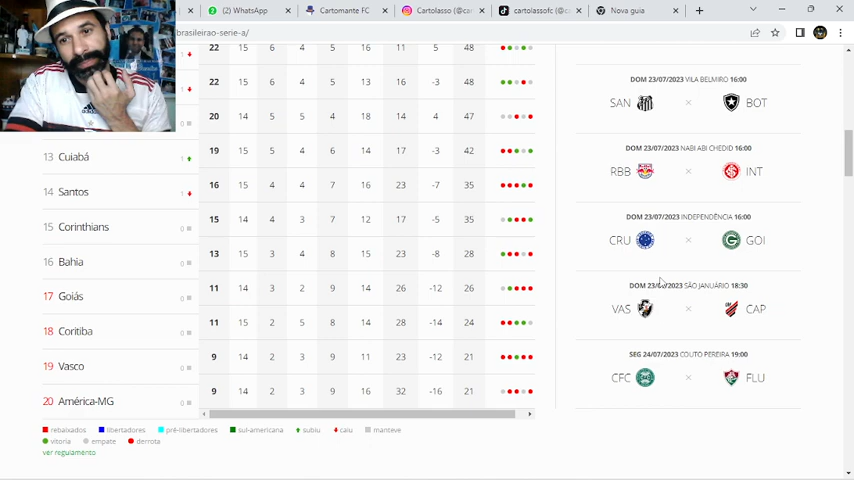 (2) WhatsApp × Cartomante FC × Cartolasso (@ca × cartolassofc (@c × Nova guia ×
brasileirao-serie-a/
22 15 6 4 5 16 11 5 48
1 22 15 6 4 5 13 16 -3 42
DOM 23/07/2023 VILA BELMIRO 16:00
SAN × BOT
20 14 5 5 4 18 14 4 47
13 Cuiabá 1 19 15 5 4 6 14 17 -3 42
DOM 23/07/2023 NABI ABI CHEDID 16:00
RBB × INT
14 Santos 1 16 15 4 4 7 16 23 -7 35
15 Corinthians 0 15 14 4 3 7 12 17 -5 35
DOM 23/07/2023 INDEPENDÊNCIA 16:00
CRU × GOI
16 Bahia 0 13 15 3 4 8 15 23 -8 28
17 Goiás 0 11 14 3 2 9 14 26 -12 26
SÃO JANUÁRIO 18:30
VAS × CAP
18 Coritiba 0 11 15 2 5 8 14 28 -14 24
19 Vasco 0 9 14 2 3 9 11 23 -12 21
SEG 24/07/2023 COUTO PEREIRA 19:00
CFC × FLU
20 América-MG 0 9 14 2 3 9 16 32 -16 21
rebaixados libertadores pré-libertadores sul-americana subiu caiu manteve
vitoria empate derrota
ver regulamento